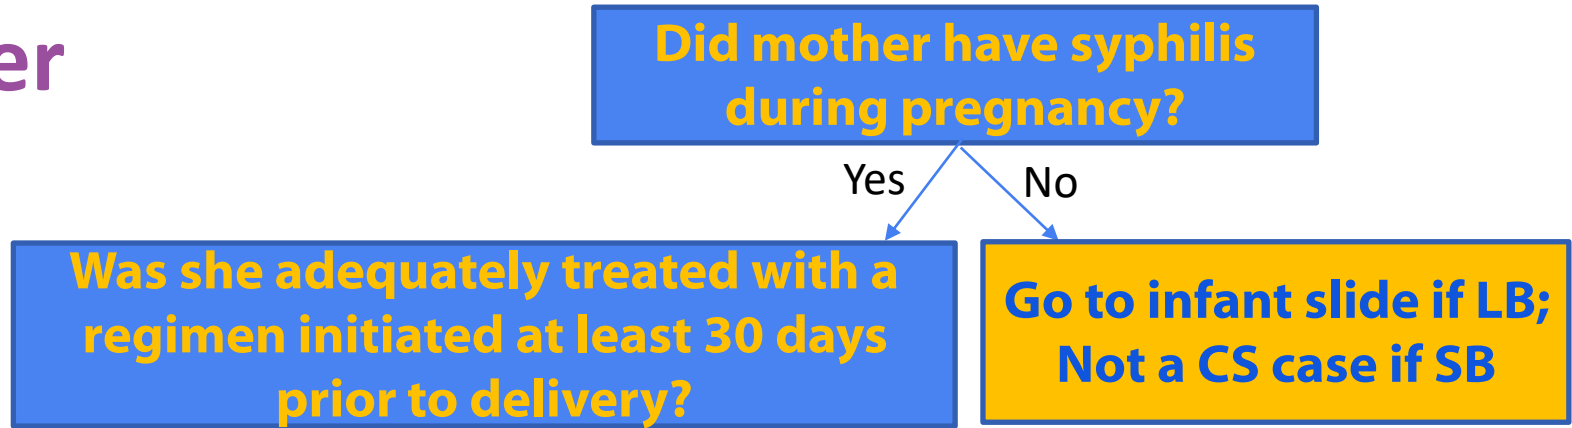 er
Did mother have syphilis
during pregnancy?
Yes
No
Was she adequately treated with a
regimen initiated at least 30 days
prior to delivery?
Go to infant slide if LB;
Not a CS case if SB